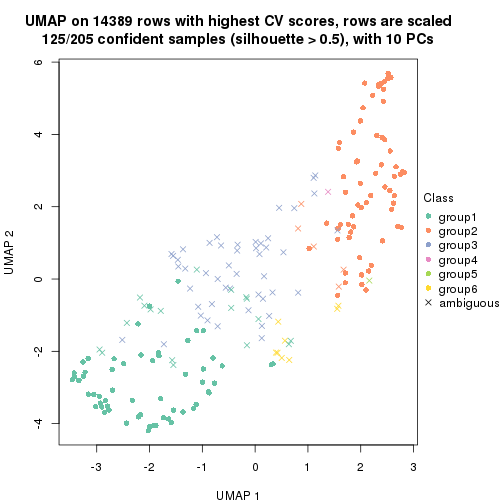 UMAP on 14389 rows with highest CV scores, rows are scaled
125/205 confident samples (silhouette > 0.5), with 10 PCs
6
4
2
0
-2
-4
UMAP 2
-3
-2
-1
0
1
2
3
UMAP 1
Class
group1
group2
group3
group4
group5
group6
ambiguous